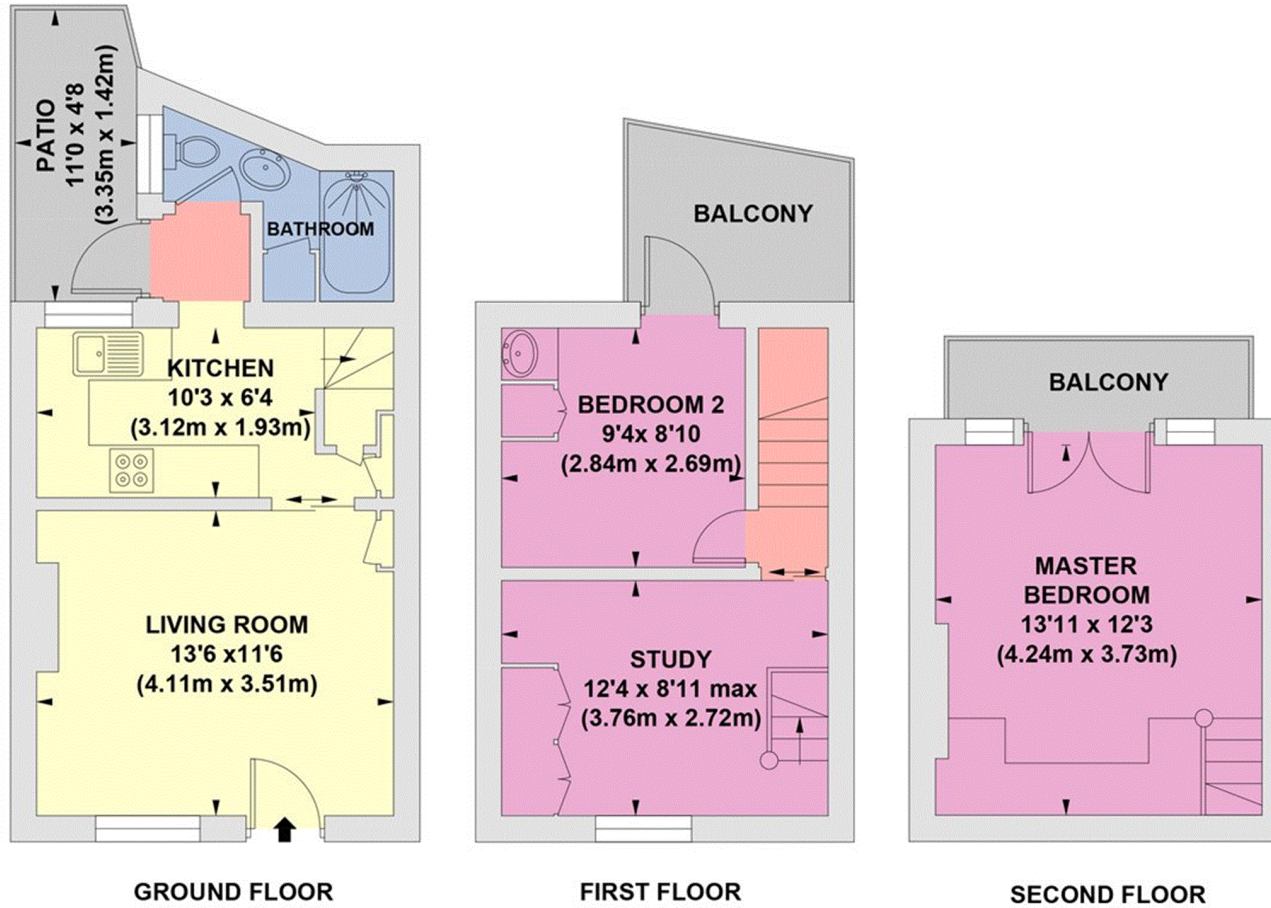 PATIO
11'0 x 4'8
(3.35m x 1.42m)
BATHROOM
KITCHEN
10'3 x 6'4
(3.12m x 1.93m)
LIVING ROOM
13'6 x11'6
(4.11m x 3.51m)
GROUND FLOOR
BALCONY
BEDROOM 2
9'4x 8'10
(2.84m x 2.69m)
STUDY
12'4 x 8'11 max
(3.76m x 2.72m)
FIRST FLOOR
BALCONY
MASTER
BEDROOM
13'11 x 12'3
(4.24m x 3.73m)
SECOND FLOOR